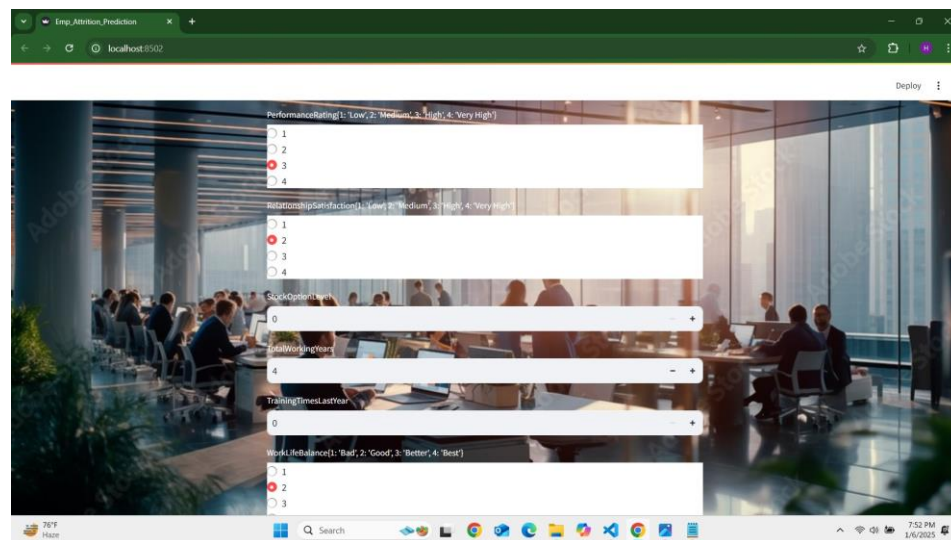 Emp_Attrition_Prediction
localhost:8502
H
Deploy
PerformanceRating{1: 'Low', 2: 'Medium', 3: 'High', 4: 'Very High'}
1
2
3
4
RelationshipSatisfaction{1: 'Low', 2: 'Medium', 3: 'High', 4: 'Very High'}
1
2
3
4
StockOptionLevel
0
TotalWorkingYears
4
TrainingTimesLastYear
0
WorkLifeBalance{1: 'Bad', 2: 'Good', 3: 'Better', 4: 'Best'}
1
2
3
Adobe Stock
76°F
Haze
Search
7:52 PM
1/6/2025